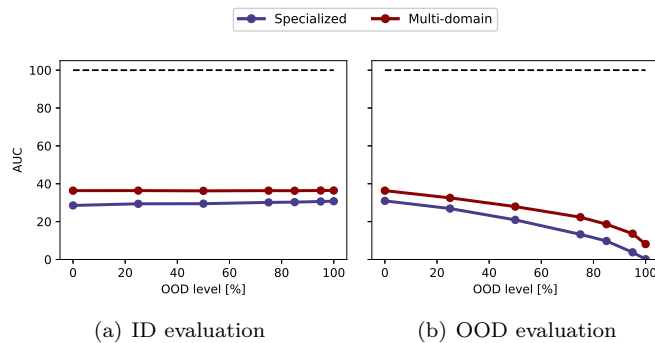 Specialized Multi-domain
100
80
60
40
20
0
AUC
0 20 40 60 80 100
OOD level [%]
0 20 40 60 80 100
OOD level [%]
(a) ID evaluation
(b) OOD evaluation